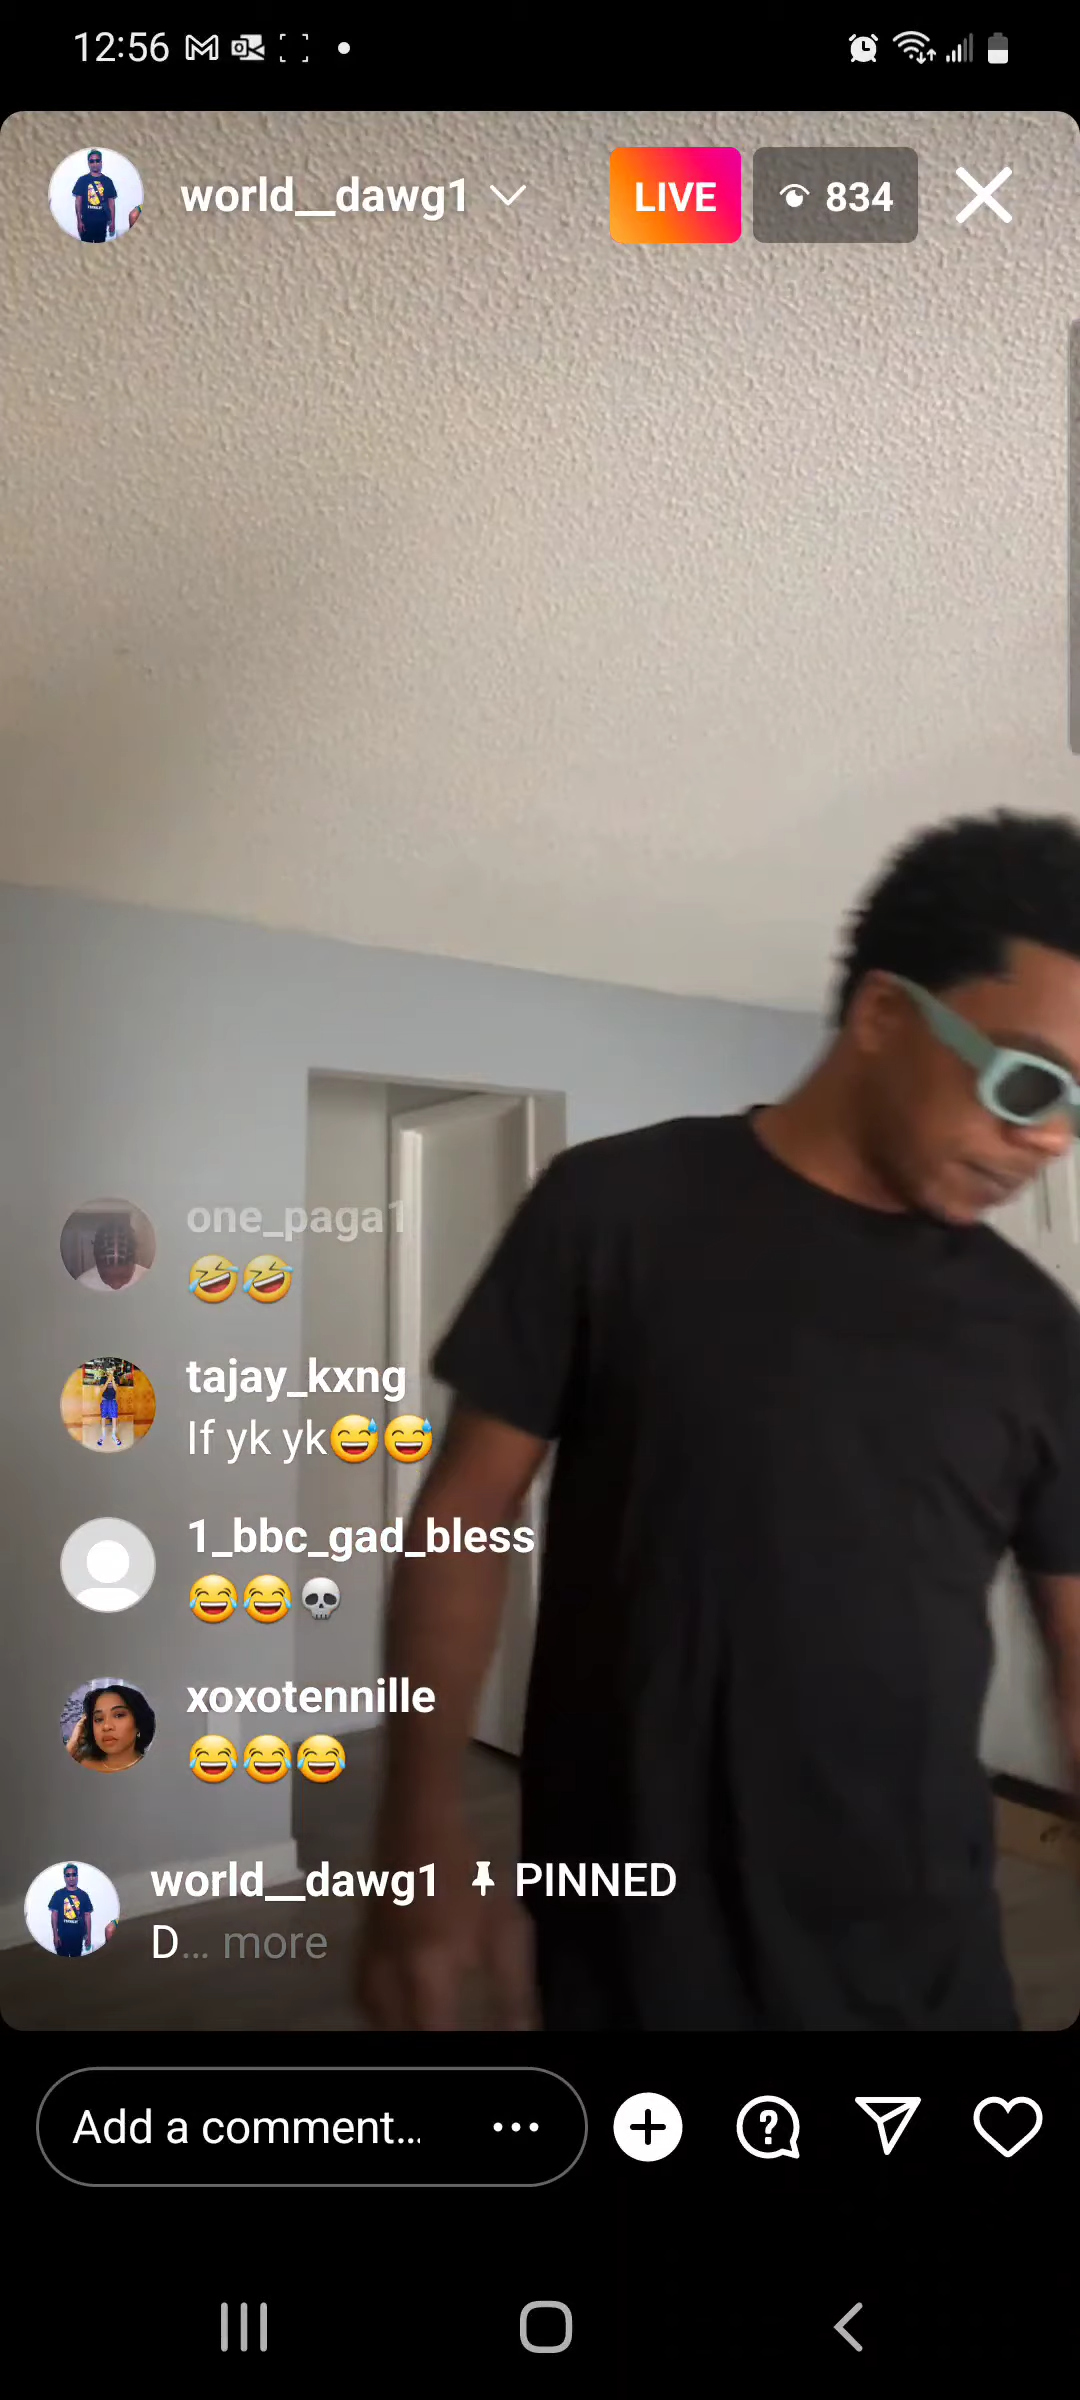 12:56
world__dawg1
LIVE
834
one_paga1
🤣🤣
tajay_kxng
If yk yk😅😅
1_bbc_gad_bless
😂😂💀
xoxotennille
😂😂😂
world__dawg1 PINNED
D... more
Add a comment...